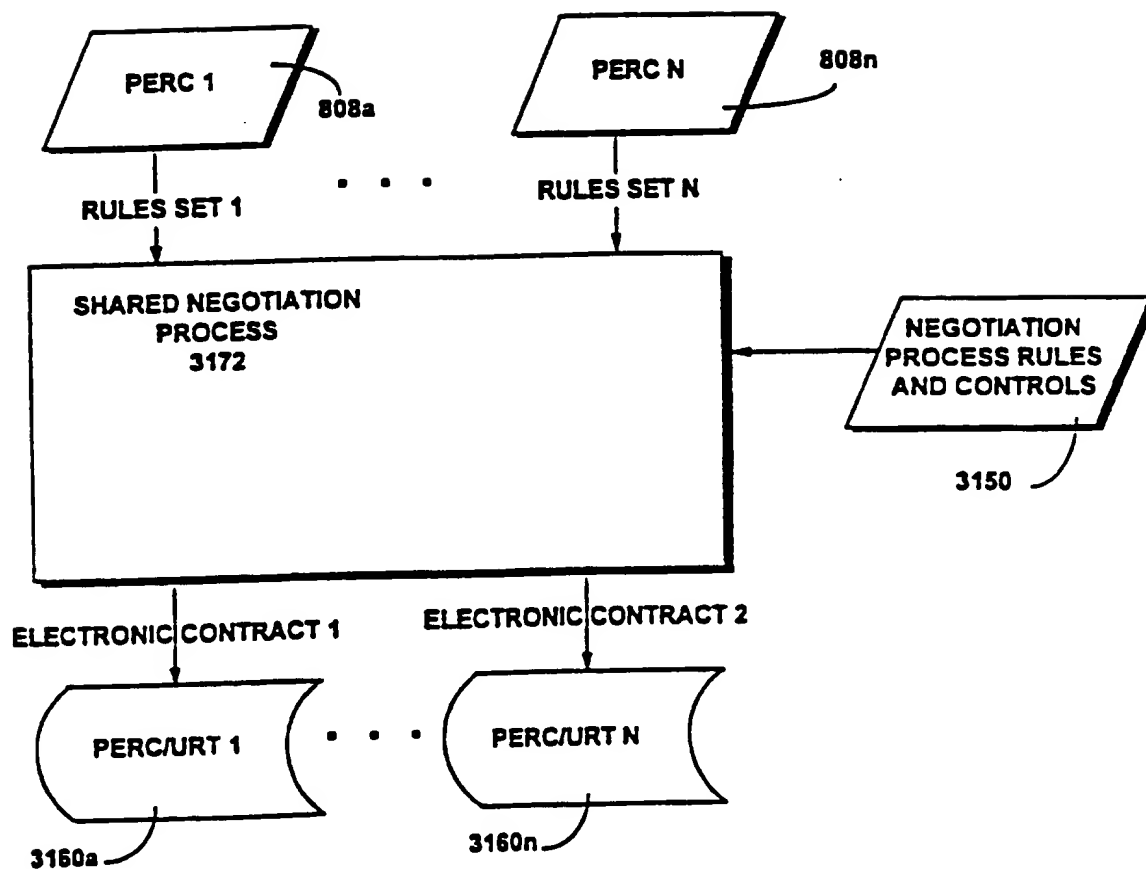 PERC 1
808a
PERC N
808n
RULES SET 1
RULES SET N
SHARED NEGOTIATION
PROCESS
3172
NEGOTIATION
PROCESS RULES
AND CONTROLS
3150
ELECTRONIC CONTRACT 1
ELECTRONIC CONTRACT 2
PERC/URT 1
PERC/URT N
3160a
3160n